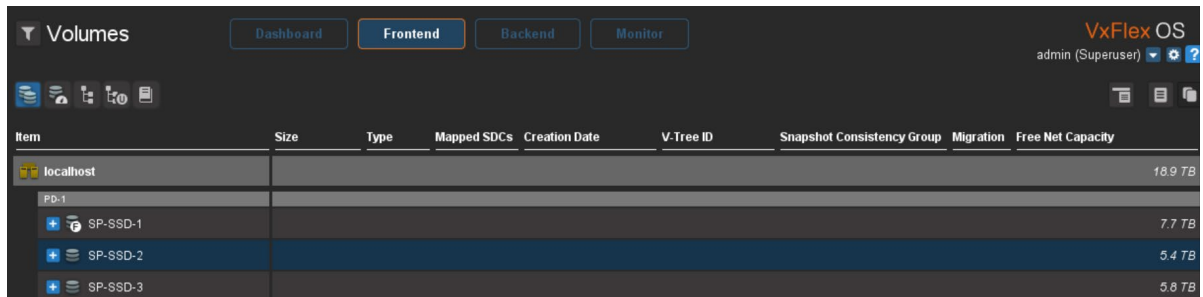 Volumes Dashboard Frontend Backend Monitor VxFlex OS
admin (Superuser) ?
Item Size Type Mapped SDCs Creation Date V-Tree ID Snapshot Consistency Group Migration Free Net Capacity
localhost 18.9 TB
PD-1
F SP-SSD-1 7.7 TB
SP-SSD-2 5.4 TB
SP-SSD-3 5.8 TB